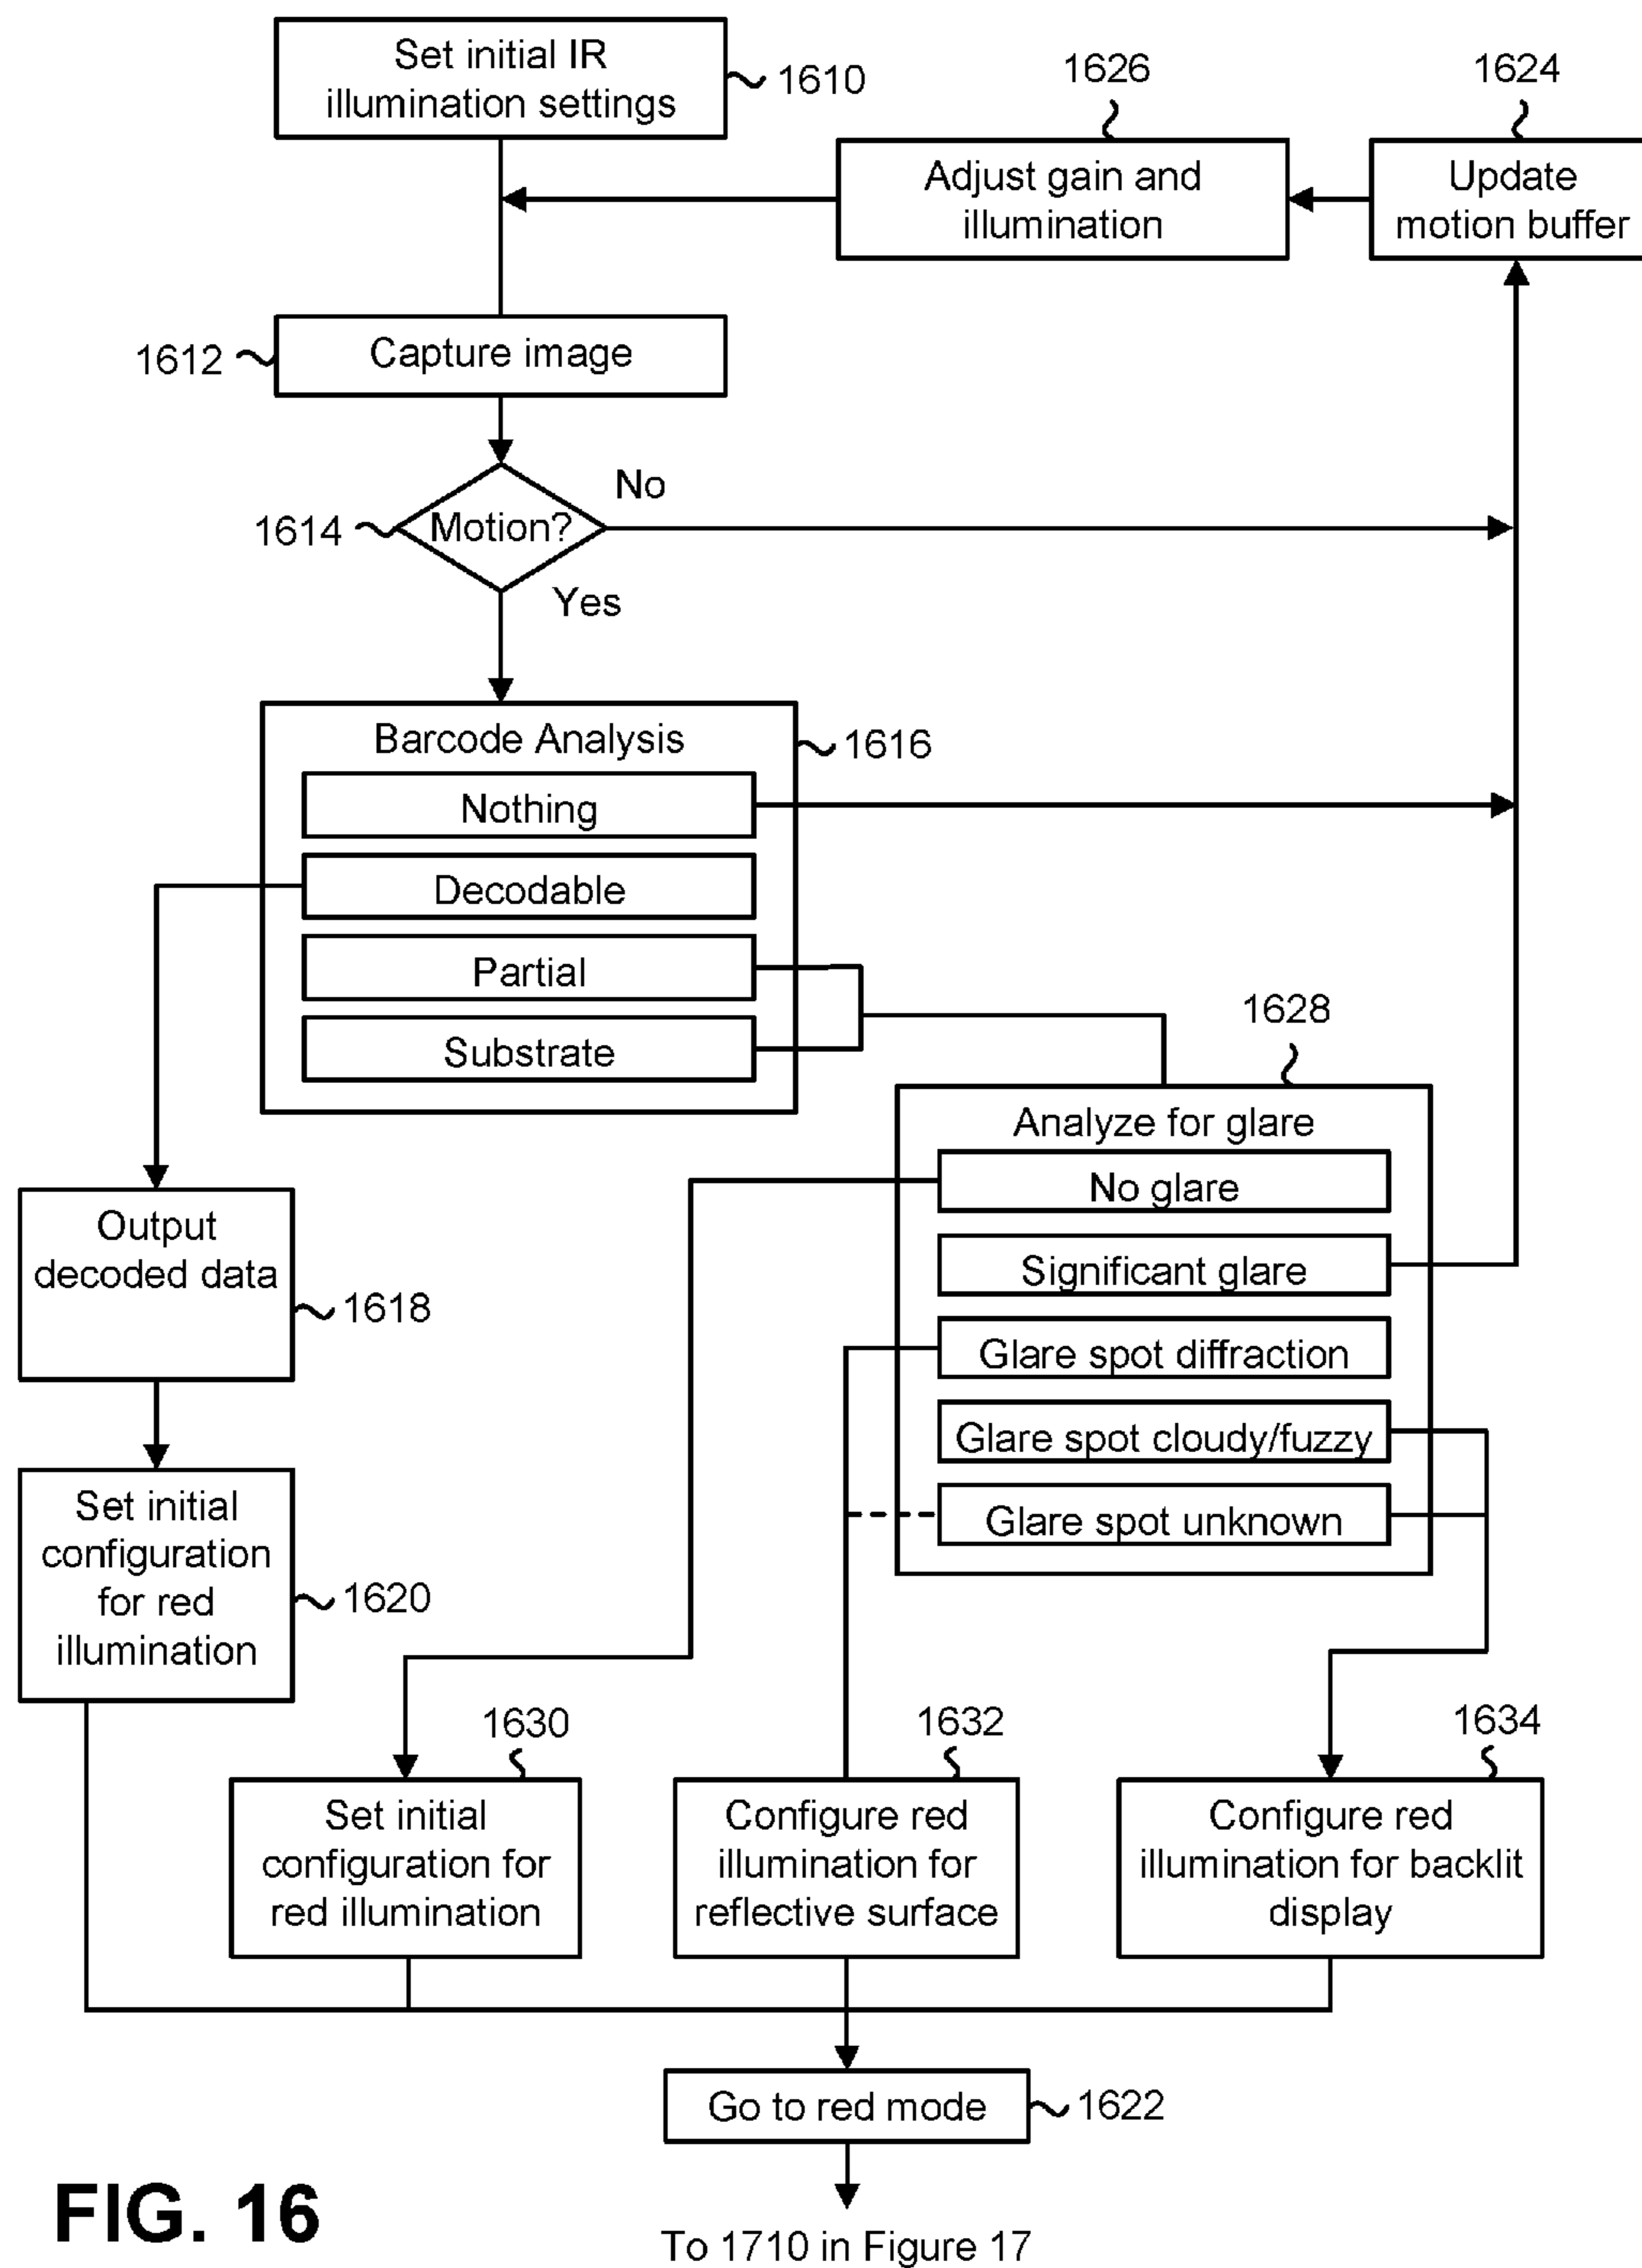 Set initial IR
illumination settings
1610
1626
1624
Adjust gain and
illumination
Update
motion buffer
1612
Capture image
No
1614
Motion?
Yes
Barcode Analysis
1616
Nothing
Decodable
Partial
Substrate
1628
Analyze for glare
No glare
Significant glare
Glare spot diffraction
Glare spot cloudy/fuzzy
Glare spot unknown
Output
decoded data
1618
Set initial
configuration
for red
illumination
1620
1630
1632
1634
Set initial
configuration for
red illumination
Configure red
illumination for
reflective surface
Configure red
illumination for backlit
display
Go to red mode
1622
FIG. 16
To 1710 in Figure 17